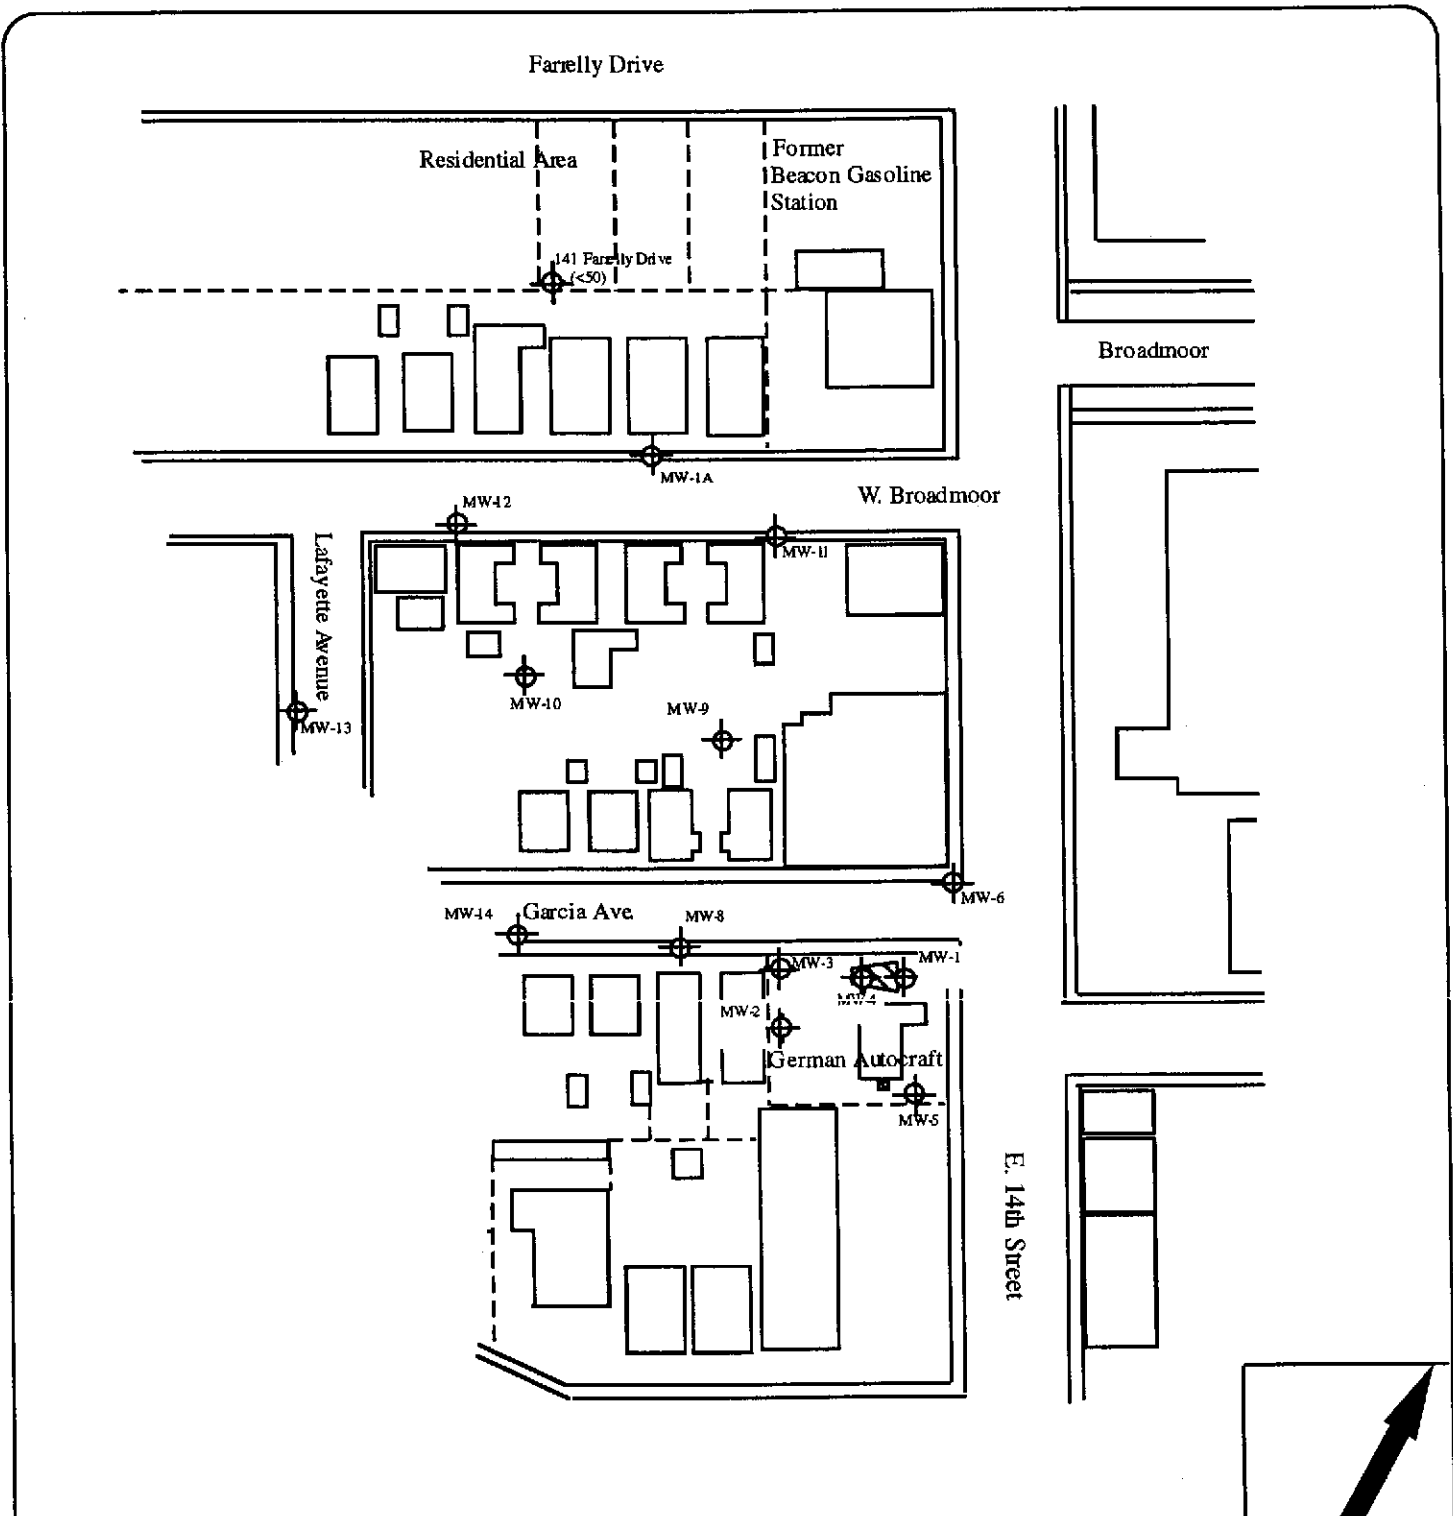 Farrelly Drive
Residential Area
Former
Beacon Gasoline
Station
141 Farrelly Drive
(<50)
Broadmoor
MW-1A
W. Broadmoor
MW-12
MW-11
Lafayette Avenue
MW-10
MW-9
MW-13
MW-6
MW-14
Garcia Ave.
MW-8
MW-3
MW-1
MW-4
MW-2
German Autocraft
MW-5
E. 14th Street